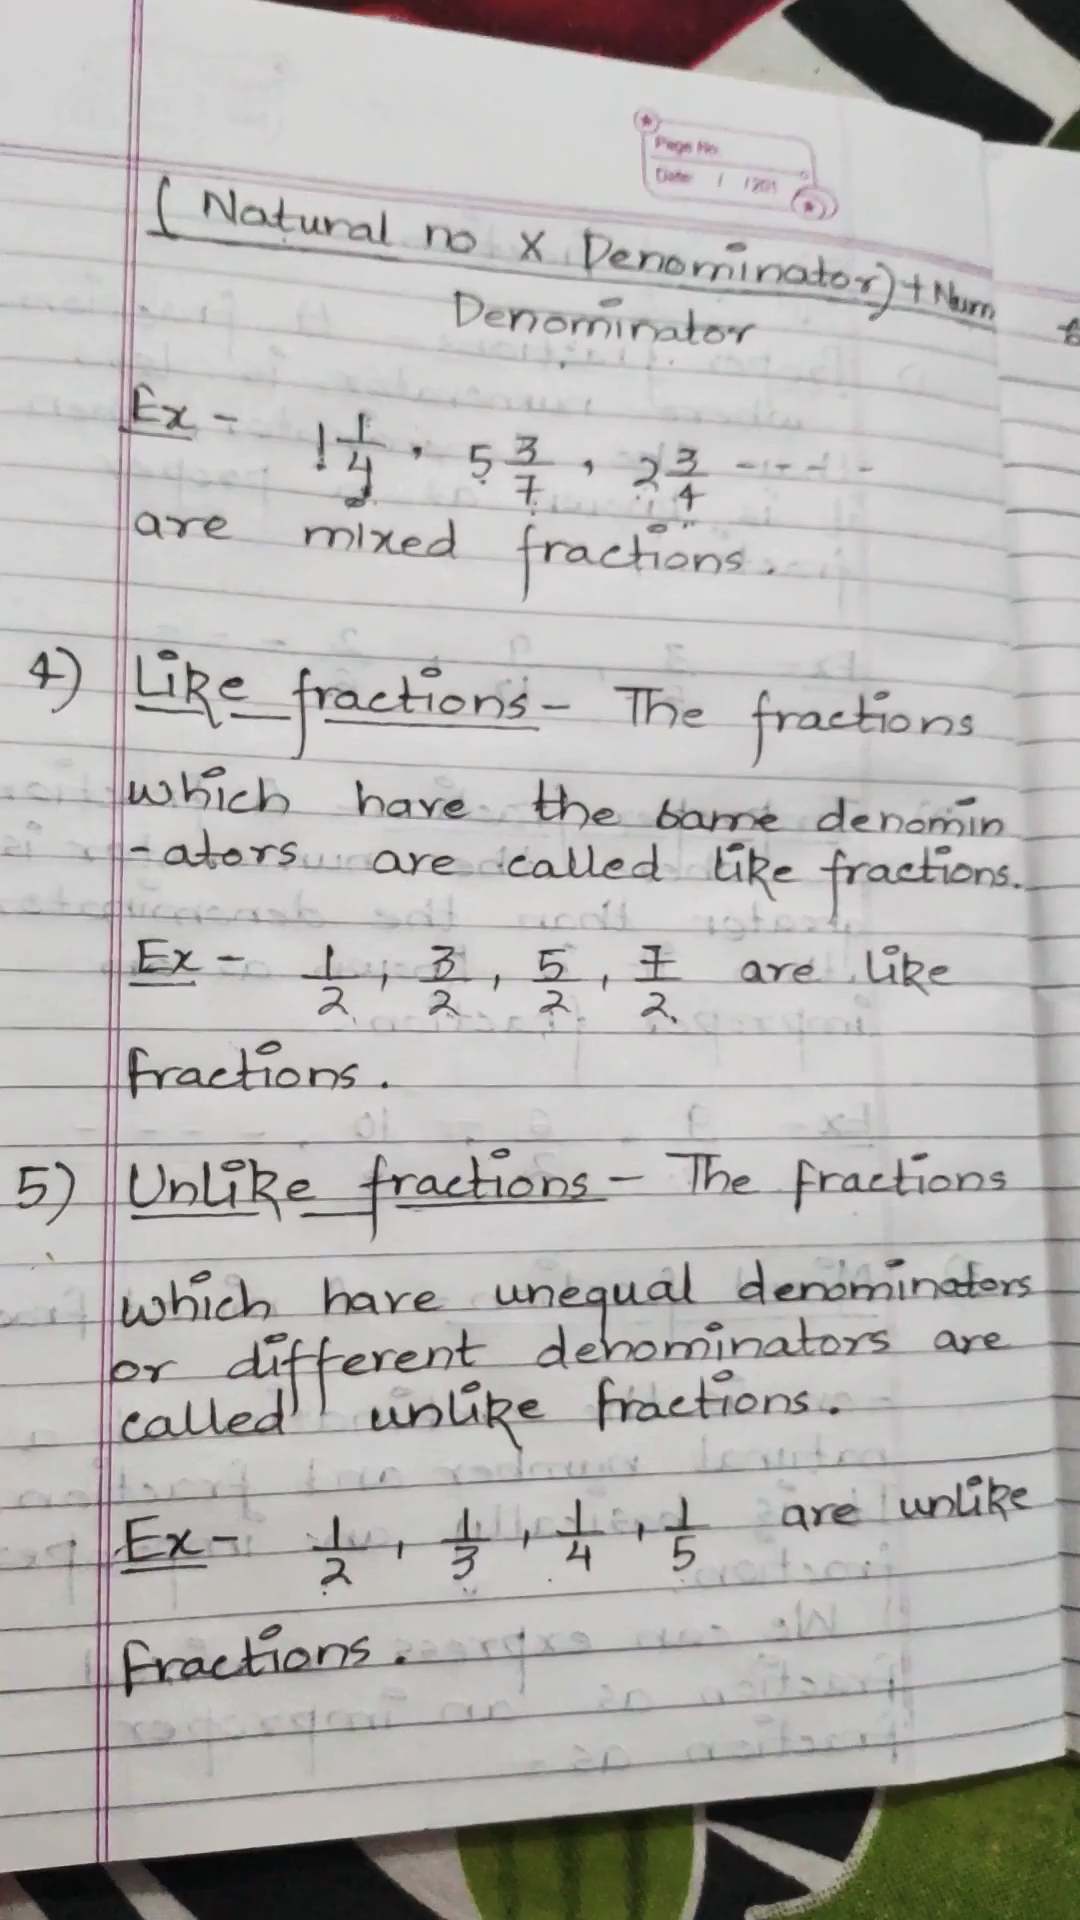 Page No.
Date / /201
( Natural no X Denominator) + Num
Denominator
Ex - 1 1/4, 5 3/7, 2 3/4 -----
are mixed fractions.
4) Like fractions - The fractions
which have the same denomin
-ators are called like fractions.
Ex - 1/2, 3/2, 5/2, 7/2 are like
fractions.
5) Unlike fractions - The fractions
which have unequal denominators
or different denominators are
called unlike fractions.
Ex - 1/2, 1/3, 1/4, 1/5 are unlike
fractions.